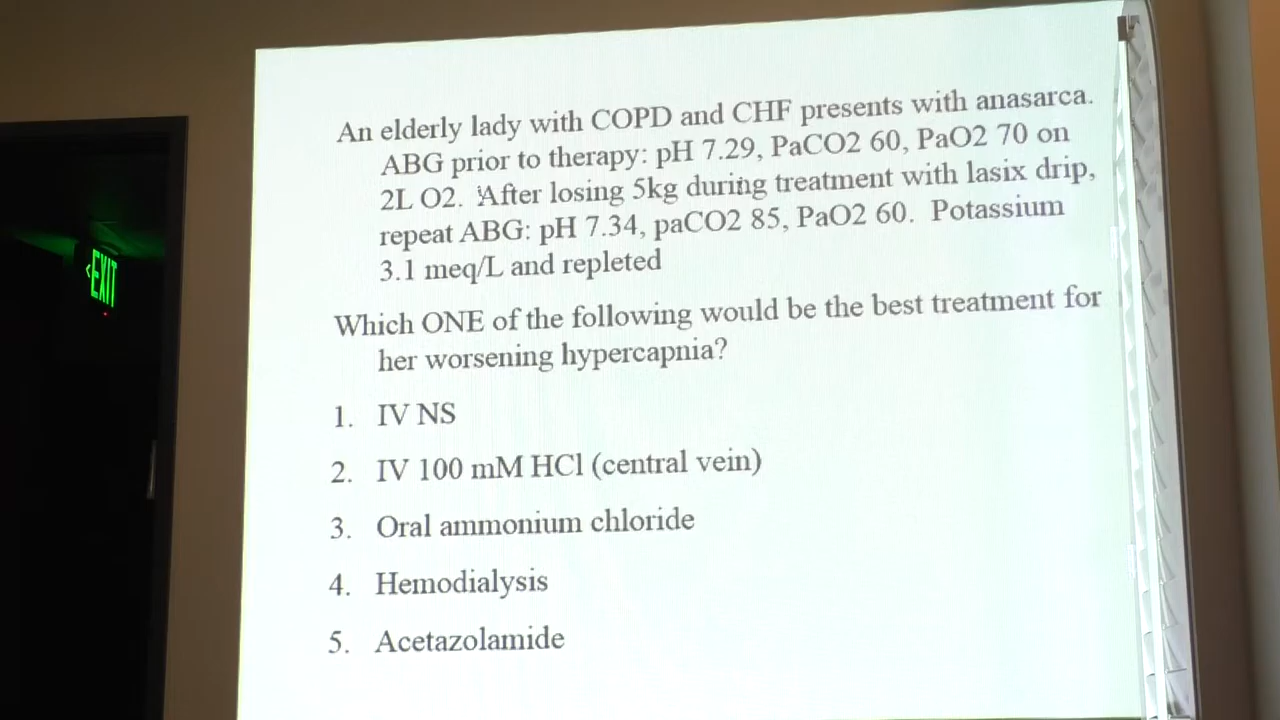 EXIT
An elderly lady with COPD and CHF presents with anasarca.
ABG prior to therapy: pH 7.29, PaCO2 60, PaO2 70 on
2L O2. After losing 5kg during treatment with lasix drip,
repeat ABG: pH 7.34, paCO2 85, PaO2 60. Potassium
3.1 meq/L and repleted
Which ONE of the following would be the best treatment for
her worsening hypercapnia?
1. IV NS
2. IV 100 mM HCl (central vein)
3. Oral ammonium chloride
4. Hemodialysis
5. Acetazolamide